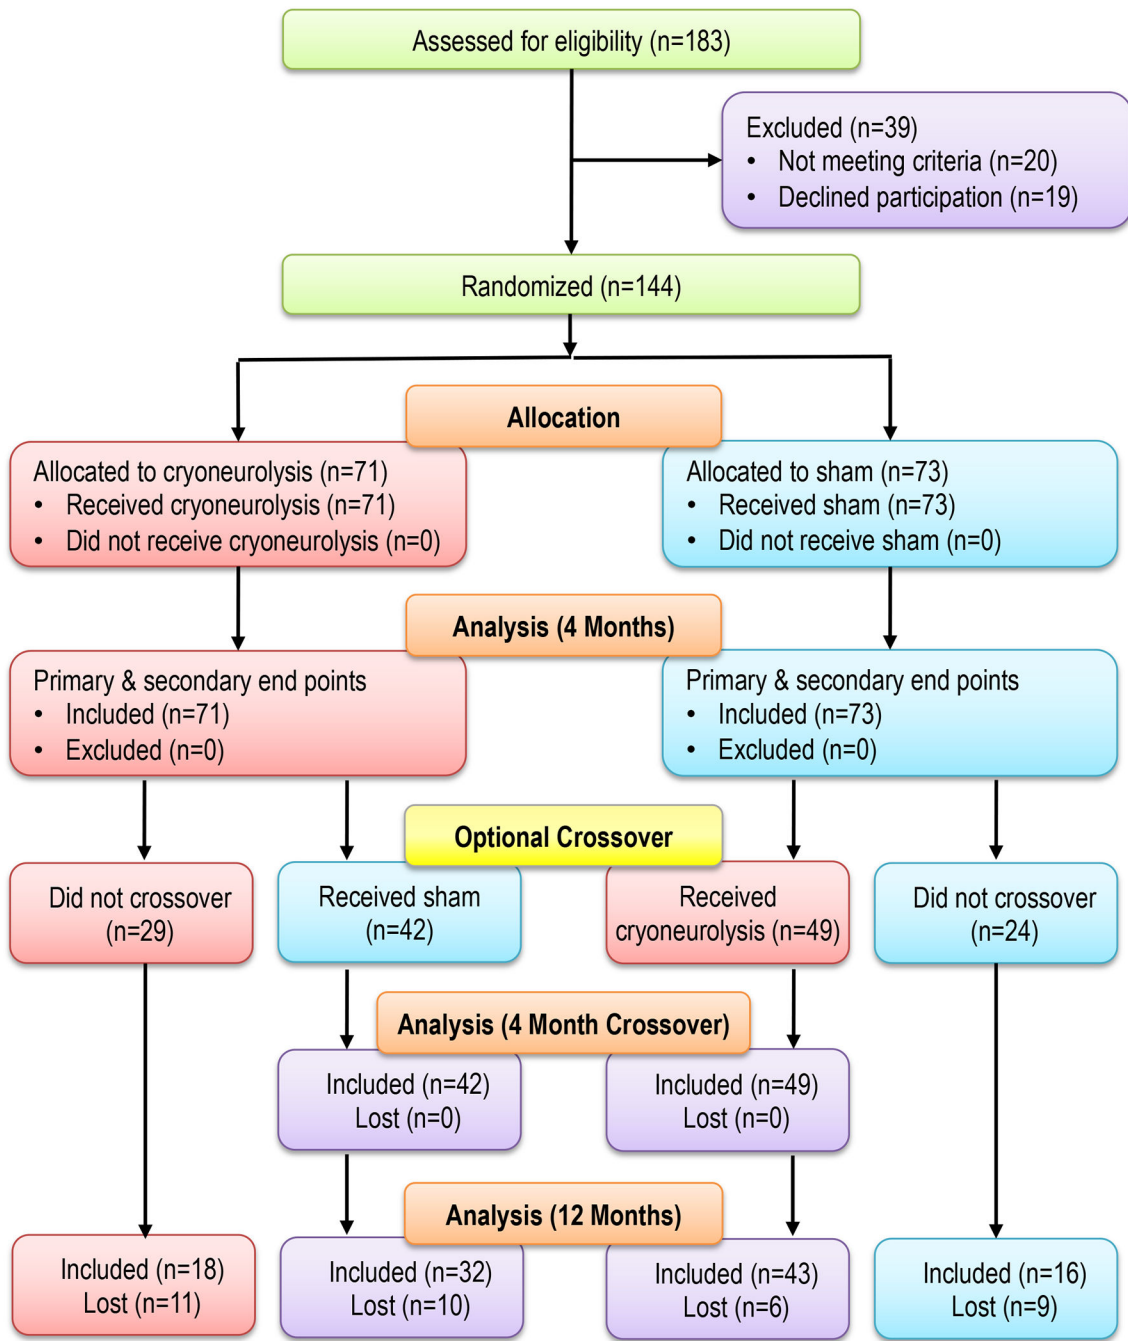 Assessed for eligibility (n=183)
Excluded (n=39)
• Not meeting criteria (n=20)
• Declined participation (n=19)
Randomized (n=144)
Allocation
Allocated to cryoneurolysis (n=71)
• Received cryoneurolysis (n=71)
• Did not receive cryoneurolysis (n=0)
Allocated to sham (n=73)
• Received sham (n=73)
• Did not receive sham (n=0)
Analysis (4 Months)
Primary & secondary end points
• Included (n=71)
• Excluded (n=0)
Primary & secondary end points
• Included (n=73)
• Excluded (n=0)
Optional Crossover
Did not crossover
(n=29)
Received sham
(n=42)
Received
cryoneurolysis (n=49)
Did not crossover
(n=24)
Analysis (4 Month Crossover)
Included (n=42)
Lost (n=0)
Included (n=49)
Lost (n=0)
Analysis (12 Months)
Included (n=18)
Lost (n=11)
Included (n=32)
Lost (n=10)
Included (n=43)
Lost (n=6)
Included (n=16)
Lost (n=9)